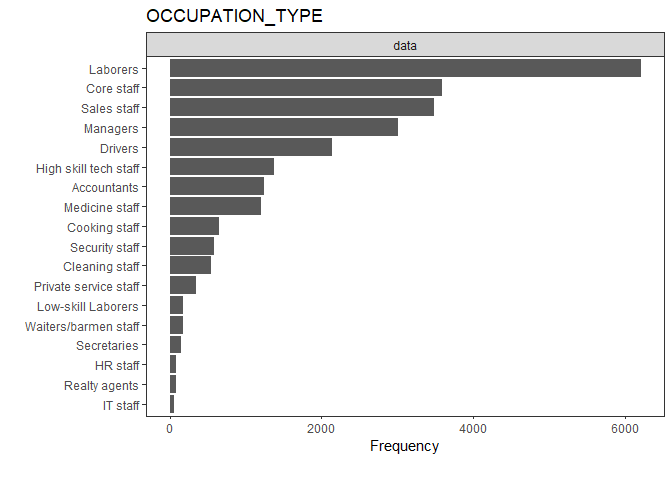 OCCUPATION_TYPE
data
Laborers
Core staff
Sales staff
Managers
Drivers
High skill tech staff
Accountants
Medicine staff
Cooking staff
Security staff
Cleaning staff
Private service staff
Low-skill Laborers
Waiters/barmen staff
Secretaries
HR staff
Realty agents
IT staff
0 2000 4000 6000
Frequency